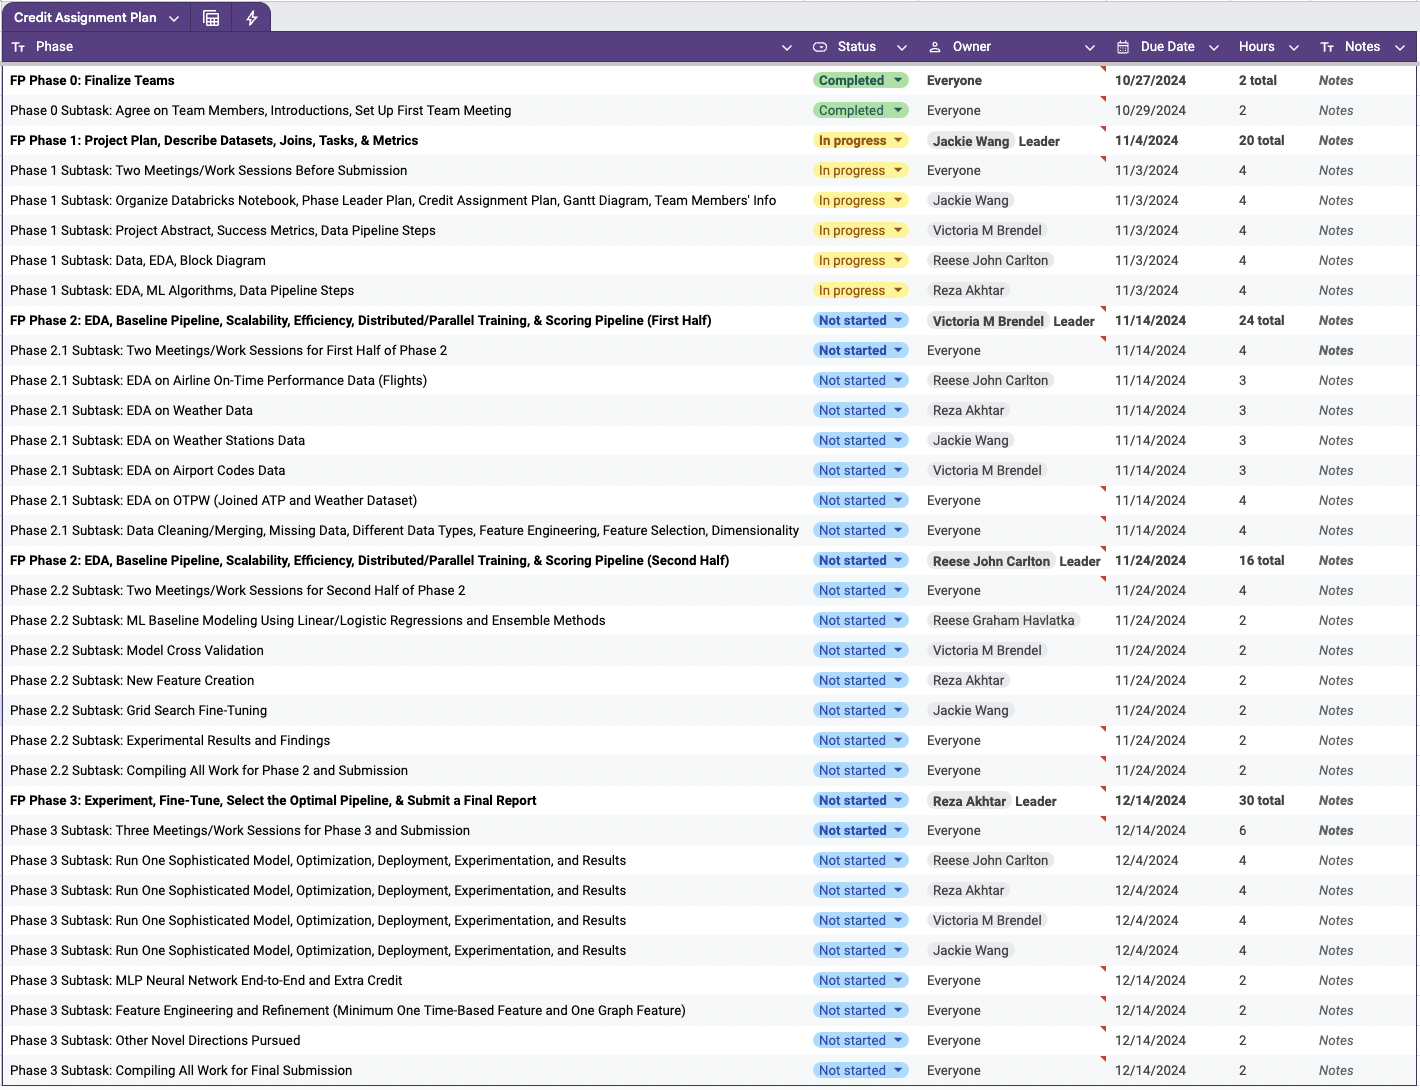 Credit Assignment Plan
Phase Status Owner Due Date Hours Notes
FP Phase 0: Finalize Teams Completed Everyone 10/27/2024 2 total Notes
Phase 0 Subtask: Agree on Team Members, Introductions, Set Up First Team Meeting Completed Everyone 10/29/2024 2 Notes
FP Phase 1: Project Plan, Describe Datasets, Joins, Tasks, & Metrics In progress Jackie Wang Leader 11/4/2024 20 total Notes
Phase 1 Subtask: Two Meetings/Work Sessions Before Submission In progress Everyone 11/3/2024 4 Notes
Phase 1 Subtask: Organize Databricks Notebook, Phase Leader Plan, Credit Assignment Plan, Gantt Diagram, Team Members' Info In progress Jackie Wang 11/3/2024 4 Notes
Phase 1 Subtask: Project Abstract, Success Metrics, Data Pipeline Steps In progress Victoria M Brendel 11/3/2024 4 Notes
Phase 1 Subtask: Data, EDA, Block Diagram In progress Reese John Carlton 11/3/2024 4 Notes
Phase 1 Subtask: EDA, ML Algorithms, Data Pipeline Steps In progress Reza Akhtar 11/3/2024 4 Notes
FP Phase 2: EDA, Baseline Pipeline, Scalability, Efficiency, Distributed/Parallel Training, & Scoring Pipeline (First Half) Not started Victoria M Brendel Leader 11/14/2024 24 total Notes
Phase 2.1 Subtask: Two Meetings/Work Sessions for First Half of Phase 2 Not started Everyone 11/14/2024 4 Notes
Phase 2.1 Subtask: EDA on Airline On-Time Performance Data (Flights) Not started Reese John Carlton 11/14/2024 3 Notes
Phase 2.1 Subtask: EDA on Weather Data Not started Reza Akhtar 11/14/2024 3 Notes
Phase 2.1 Subtask: EDA on Weather Stations Data Not started Jackie Wang 11/14/2024 3 Notes
Phase 2.1 Subtask: EDA on Airport Codes Data Not started Victoria M Brendel 11/14/2024 3 Notes
Phase 2.1 Subtask: EDA on OTPW (Joined ATP and Weather Dataset) Not started Everyone 11/14/2024 4 Notes
Phase 2.1 Subtask: Data Cleaning/Merging, Missing Data, Different Data Types, Feature Engineering, Feature Selection, Dimensionality Not started Everyone 11/14/2024 4 Notes
FP Phase 2: EDA, Baseline Pipeline, Scalability, Efficiency, Distributed/Parallel Training, & Scoring Pipeline (Second Half) Not started Reese John Carlton Leader 11/24/2024 16 total Notes
Phase 2.2 Subtask: Two Meetings/Work Sessions for Second Half of Phase 2 Not started Everyone 11/24/2024 4 Notes
Phase 2.2 Subtask: ML Baseline Modeling Using Linear/Logistic Regressions and Ensemble Methods Not started Reese Graham Havlatka 11/24/2024 2 Notes
Phase 2.2 Subtask: Model Cross Validation Not started Victoria M Brendel 11/24/2024 2 Notes
Phase 2.2 Subtask: New Feature Creation Not started Reza Akhtar 11/24/2024 2 Notes
Phase 2.2 Subtask: Grid Search Fine-Tuning Not started Jackie Wang 11/24/2024 2 Notes
Phase 2.2 Subtask: Experimental Results and Findings Not started Everyone 11/24/2024 2 Notes
Phase 2.2 Subtask: Compiling All Work for Phase 2 and Submission Not started Everyone 11/24/2024 2 Notes
FP Phase 3: Experiment, Fine-Tune, Select the Optimal Pipeline, & Submit a Final Report Not started Reza Akhtar Leader 12/14/2024 30 total Notes
Phase 3 Subtask: Three Meetings/Work Sessions for Phase 3 and Submission Not started Everyone 12/14/2024 6 Notes
Phase 3 Subtask: Run One Sophisticated Model, Optimization, Deployment, Experimentation, and Results Not started Reese John Carlton 12/4/2024 4 Notes
Phase 3 Subtask: Run One Sophisticated Model, Optimization, Deployment, Experimentation, and Results Not started Reza Akhtar 12/4/2024 4 Notes
Phase 3 Subtask: Run One Sophisticated Model, Optimization, Deployment, Experimentation, and Results Not started Victoria M Brendel 12/4/2024 4 Notes
Phase 3 Subtask: Run One Sophisticated Model, Optimization, Deployment, Experimentation, and Results Not started Jackie Wang 12/4/2024 4 Notes
Phase 3 Subtask: MLP Neural Network End-to-End and Extra Credit Not started Everyone 12/14/2024 2 Notes
Phase 3 Subtask: Feature Engineering and Refinement (Minimum One Time-Based Feature and One Graph Feature) Not started Everyone 12/14/2024 2 Notes
Phase 3 Subtask: Other Novel Directions Pursued Not started Everyone 12/14/2024 2 Notes
Phase 3 Subtask: Compiling All Work for Final Submission Not started Everyone 12/14/2024 2 Notes